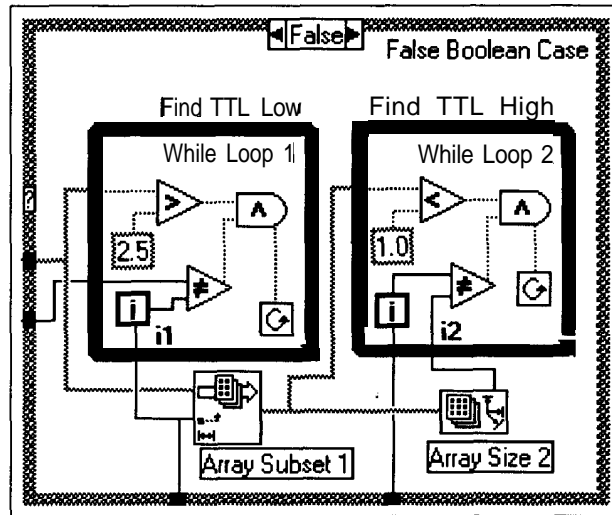 False
False Boolean Case
Find TTL Low
Find TTL High
While Loop 1
While Loop 2
>
<
∧
∧
2.5
1.0
≠
≠
i
i
i1
i2
?
Array Subset 1
Array Size 2